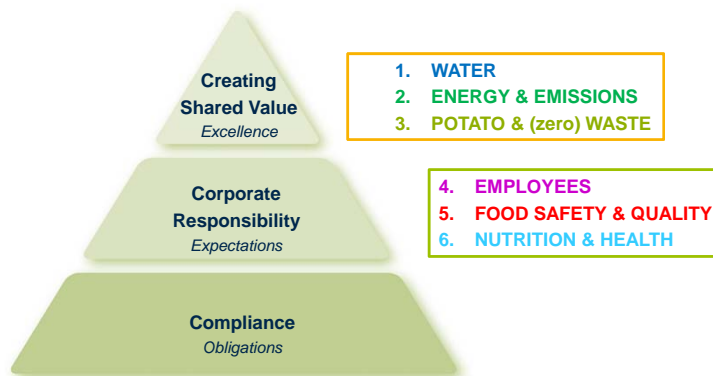 Creating
Shared Value
Excellence
1. WATER
2. ENERGY & EMISSIONS
3. POTATO & (zero) WASTE
Corporate
Responsibility
Expectations
4. EMPLOYEES
5. FOOD SAFETY & QUALITY
6. NUTRITION & HEALTH
Compliance
Obligations